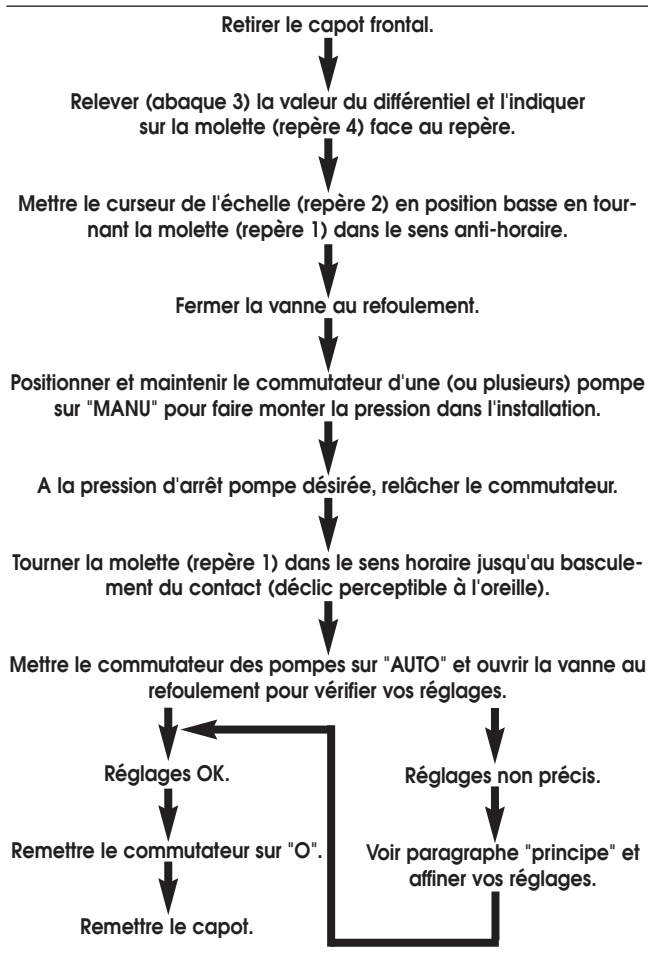 Retirer le capot frontal.
Relever (abaque 3) la valeur du différentiel et l'indiquer
sur la molette (repère 4) face au repère.
Mettre le curseur de l'échelle (repère 2) en position basse en tour-
nant la molette (repère 1) dans le sens anti-horaire.
Fermer la vanne au refoulement.
Positionner et maintenir le commutateur d'une (ou plusieurs) pompe
sur "MANU" pour faire monter la pression dans l'installation.
A la pression d'arrêt pompe désirée, relâcher le commutateur.
Tourner la molette (repère 1) dans le sens horaire jusqu'au bascule-
ment du contact (déclic perceptible à l'oreille).
Mettre le commutateur des pompes sur "AUTO" et ouvrir la vanne au
refoulement pour vérifier vos réglages.
Réglages OK.
Remettre le commutateur sur "O".
Remettre le capot.
Réglages non précis.
Voir paragraphe "principe" et
affiner vos réglages.